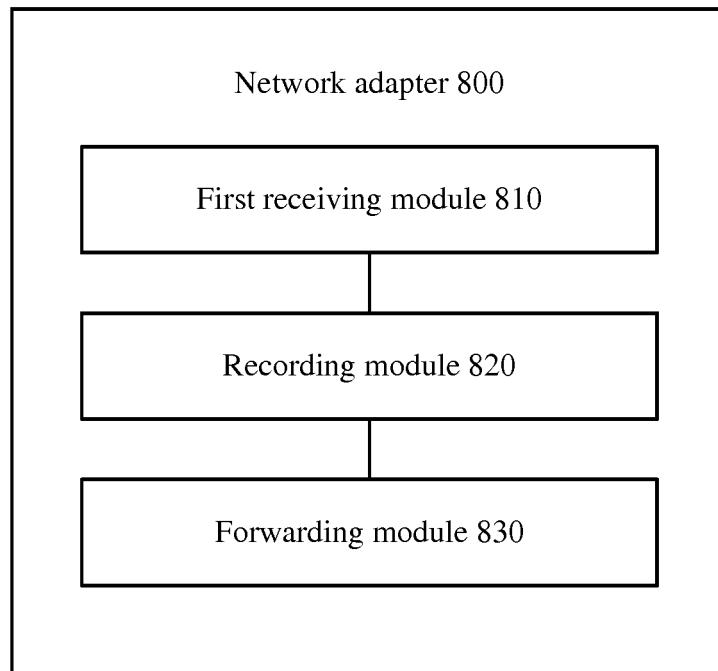 Network adapter 800
First receiving module 810
Recording module 820
Forwarding module 830